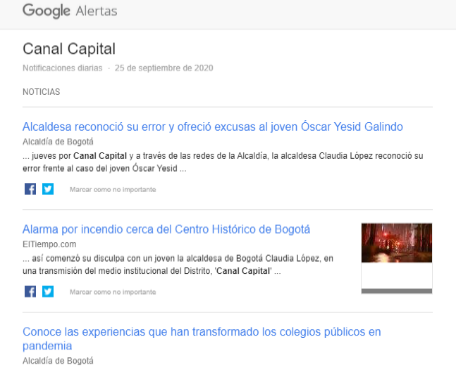 Google Alertas
Canal Capital
Notificaciones diarias · 25 de septiembre de 2020
NOTICIAS
Alcaldesa reconoció su error y ofreció excusas al joven Óscar Yesid Galindo
Alcaldía de Bogotá
... jueves por Canal Capital y a través de las redes de la Alcaldía, la alcaldesa Claudia López reconoció su
error frente al caso del joven Óscar Yesid ...
Marcar como no importante
Alarma por incendio cerca del Centro Histórico de Bogotá
ElTiempo.com
... así comenzó su disculpa con un joven la alcaldesa de Bogotá Claudia López, en
una transmisión del medio institucional del Distrito, 'Canal Capital' ...
Marcar como no importante
Conoce las experiencias que han transformado los colegios públicos en
pandemia
Alcaldía de Bogotá